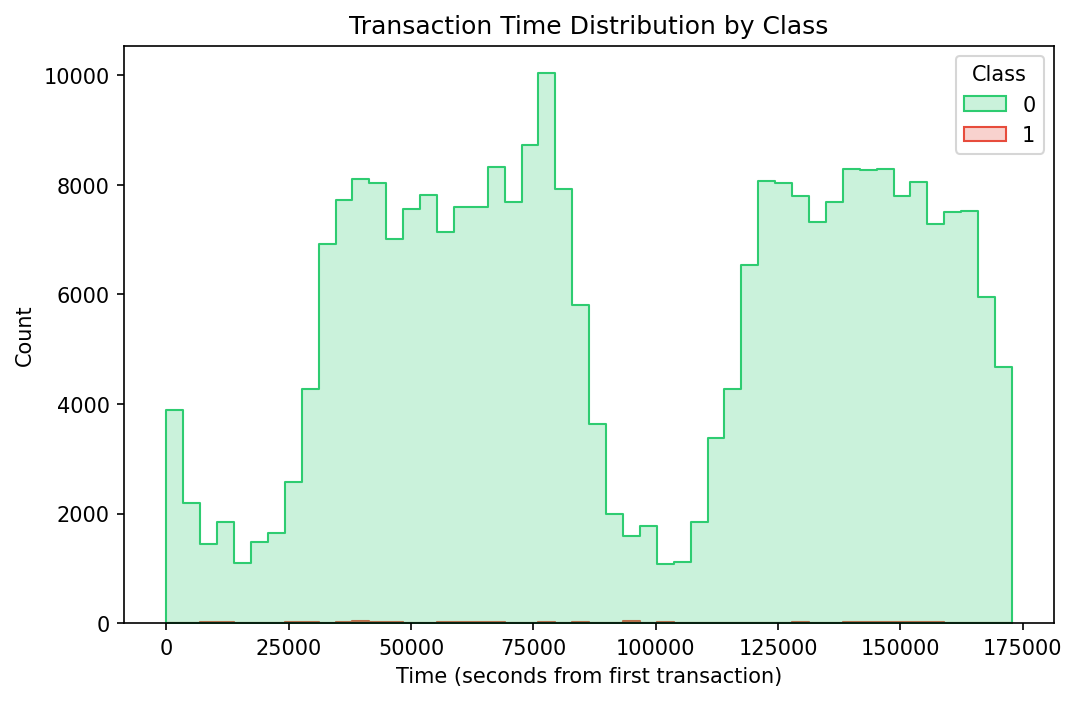 Transaction Time Distribution by Class
Class
0
1
10000
8000
6000
4000
2000
0
Count
0 25000 50000 75000 100000 125000 150000 175000
Time (seconds from first transaction)